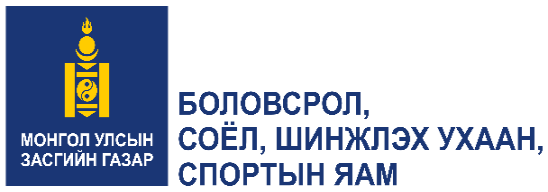 МОНГОЛ УЛСЫН
ЗАСГИЙН ГАЗАР
БОЛОВСРОЛ,
СОЁЛ, ШИНЖЛЭХ УХААН,
СПОРТЫН ЯАМ